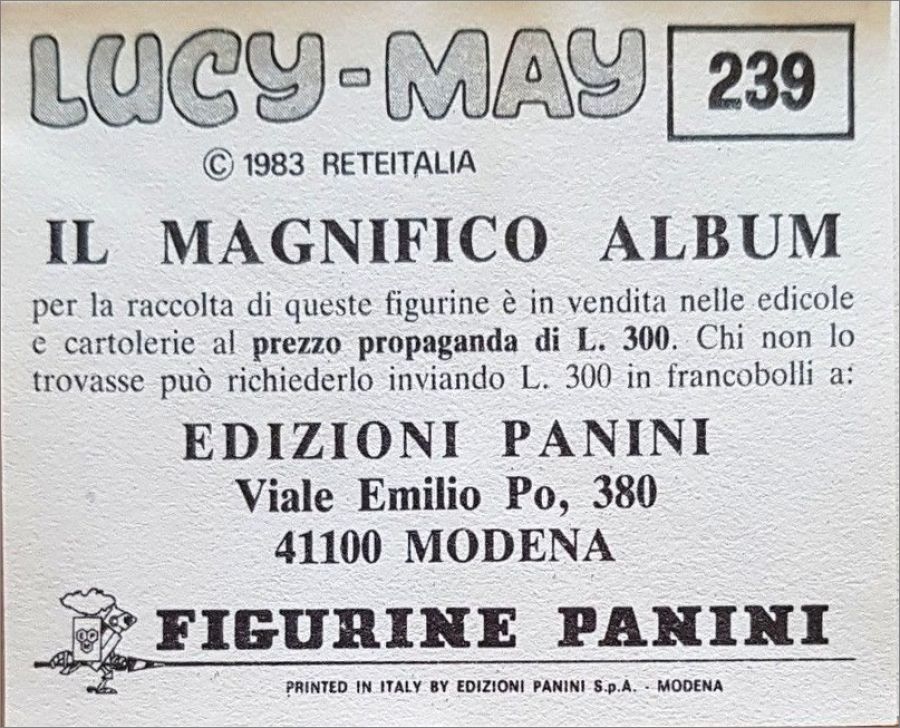 LUCY-MAY 239
© 1983 RETEITALIA
IL MAGNIFICO ALBUM
per la raccolta di queste figurine è in vendita nelle edicole
e cartolerie al prezzo propaganda di L. 300. Chi non lo
trovasse può richiederlo inviando L. 300 in francobolli a:
EDIZIONI PANINI
Viale Emilio Po, 380
41100 MODENA
FIGURINE PANINI
PRINTED IN ITALY BY EDIZIONI PANINI S.p.A. - MODENA